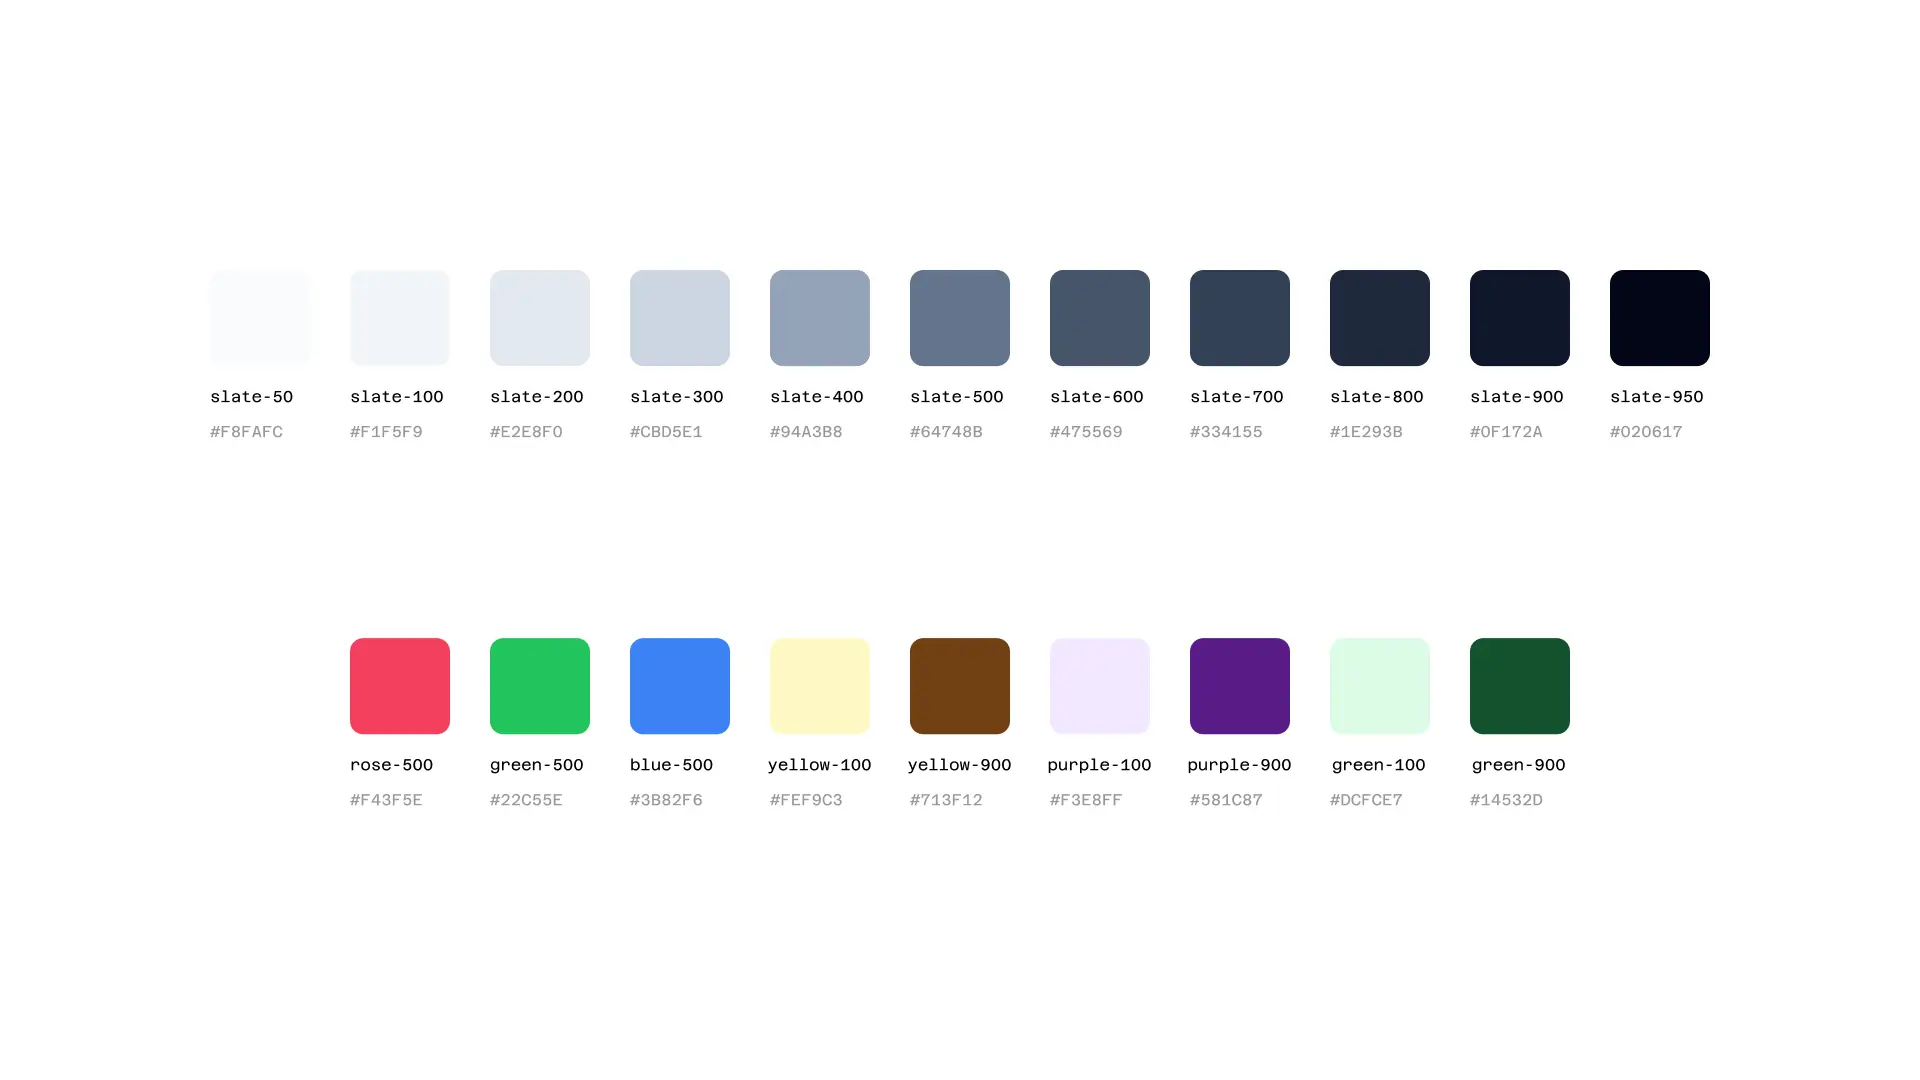 slate-50 slate-100 slate-200 slate-300 slate-400 slate-500 slate-600 slate-700 slate-800 slate-900 slate-950
#F8FAFC #F1F5F9 #E2E8F0 #CBD5E1 #94A3B8 #64748B #475569 #334155 #1E293B #0F172A #020617
rose-500 green-500 blue-500 yellow-100 yellow-900 purple-100 purple-900 green-100 green-900
#F43F5E #22C55E #3B82F6 #FEF9C3 #713F12 #F3E8FF #581C87 #DCFCE7 #14532D